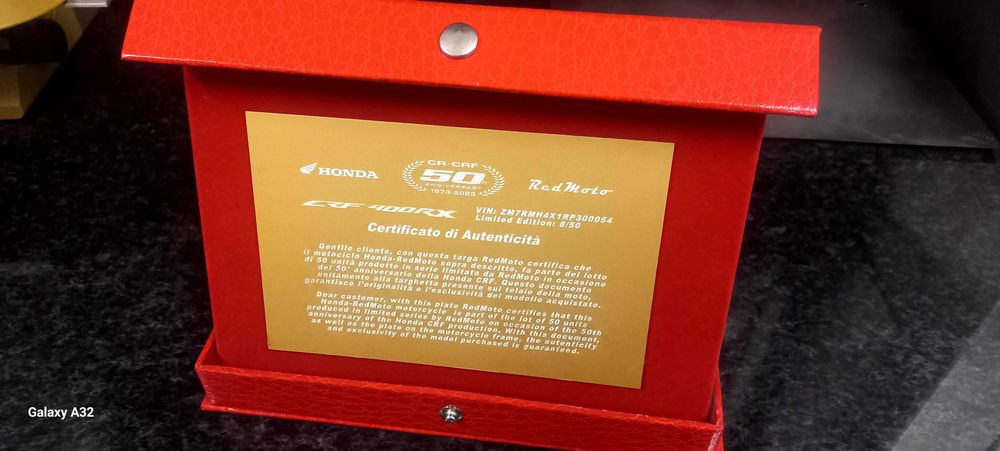 HONDA
CR-CRF
50
ANNIVERSARY
1973-2023
RedMoto
CRF 400RX
VIN: ZM7RMH4X1RP300054
Limited Edition: 8/50
Certificato di Autenticità
Gentile cliente, con questa targa RedMoto certifica che
il motociclo Honda-RedMoto sopra descritto, fa parte del lotto
di 50 unità prodotte in serie limitata da RedMoto in occasione
del 50° anniversario della Honda CRF. Questo documento
unitamente alla targhetta presente sul telaio della moto,
garantisce l'originalità e l'esclusività del modello acquistato.
Dear customer, with this plate RedMoto certifies that this
Honda-RedMoto motorcycle is part of the lot of 50 units
produced in limited series by RedMoto on occasion of the 50th
anniversary of the Honda CRF production. With this document,
as well as the plate on the motorcycle frame, the autenticity
and exclusivity of the model purchased is guaranteed.
Galaxy A32